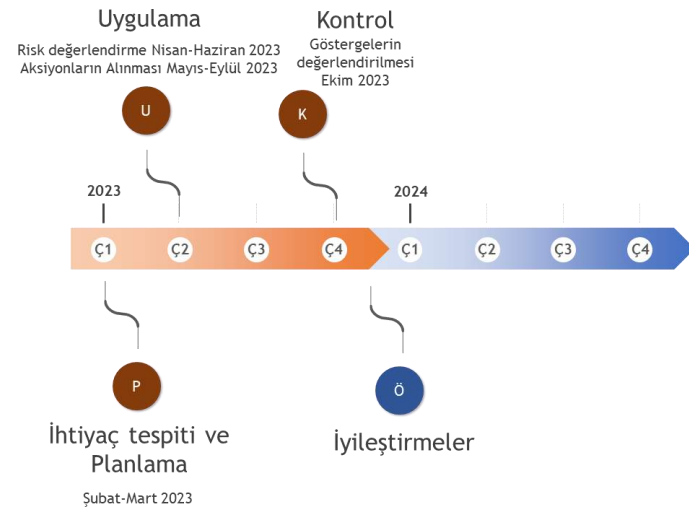 Uygulama
Risk değerlendirme Nisan-Haziran 2023
Aksiyonların Alınması Mayıs-Eylül 2023
U
Kontrol
Göstergelerin
değerlendirilmesi
Ekim 2023
K
2023
2024
Ç1
Ç2
Ç3
Ç4
Ç1
Ç2
Ç3
Ç4
P
İhtiyaç tespiti ve
Planlama
Şubat-Mart 2023
Ö
İyileştirmeler